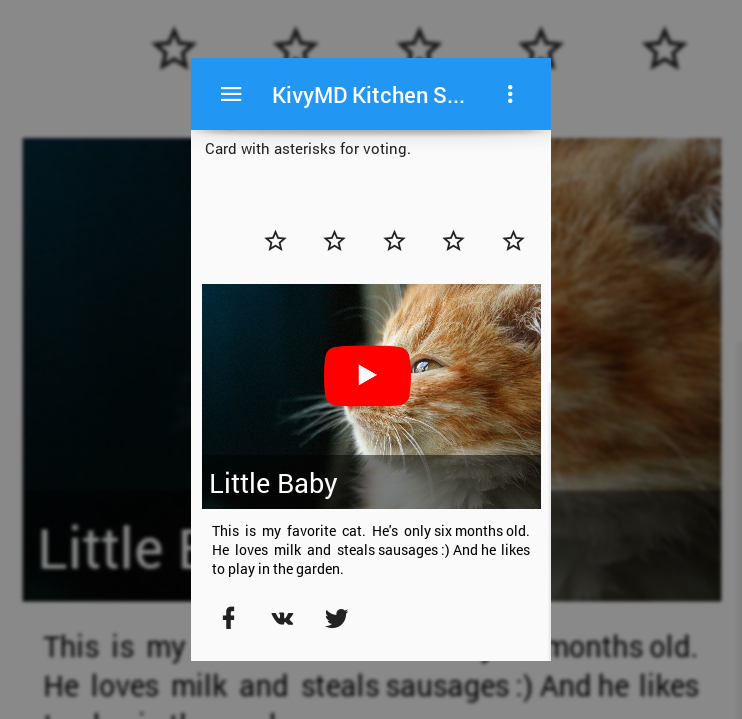 KivyMD Kitchen S...
Card with asterisks for voting.
Little Baby
This is my favorite cat. He's only six months old.
He loves milk and steals sausages :) And he likes
to play in the garden.
Little B
This is my
months old.
He loves milk and steals sausages :) And he likes